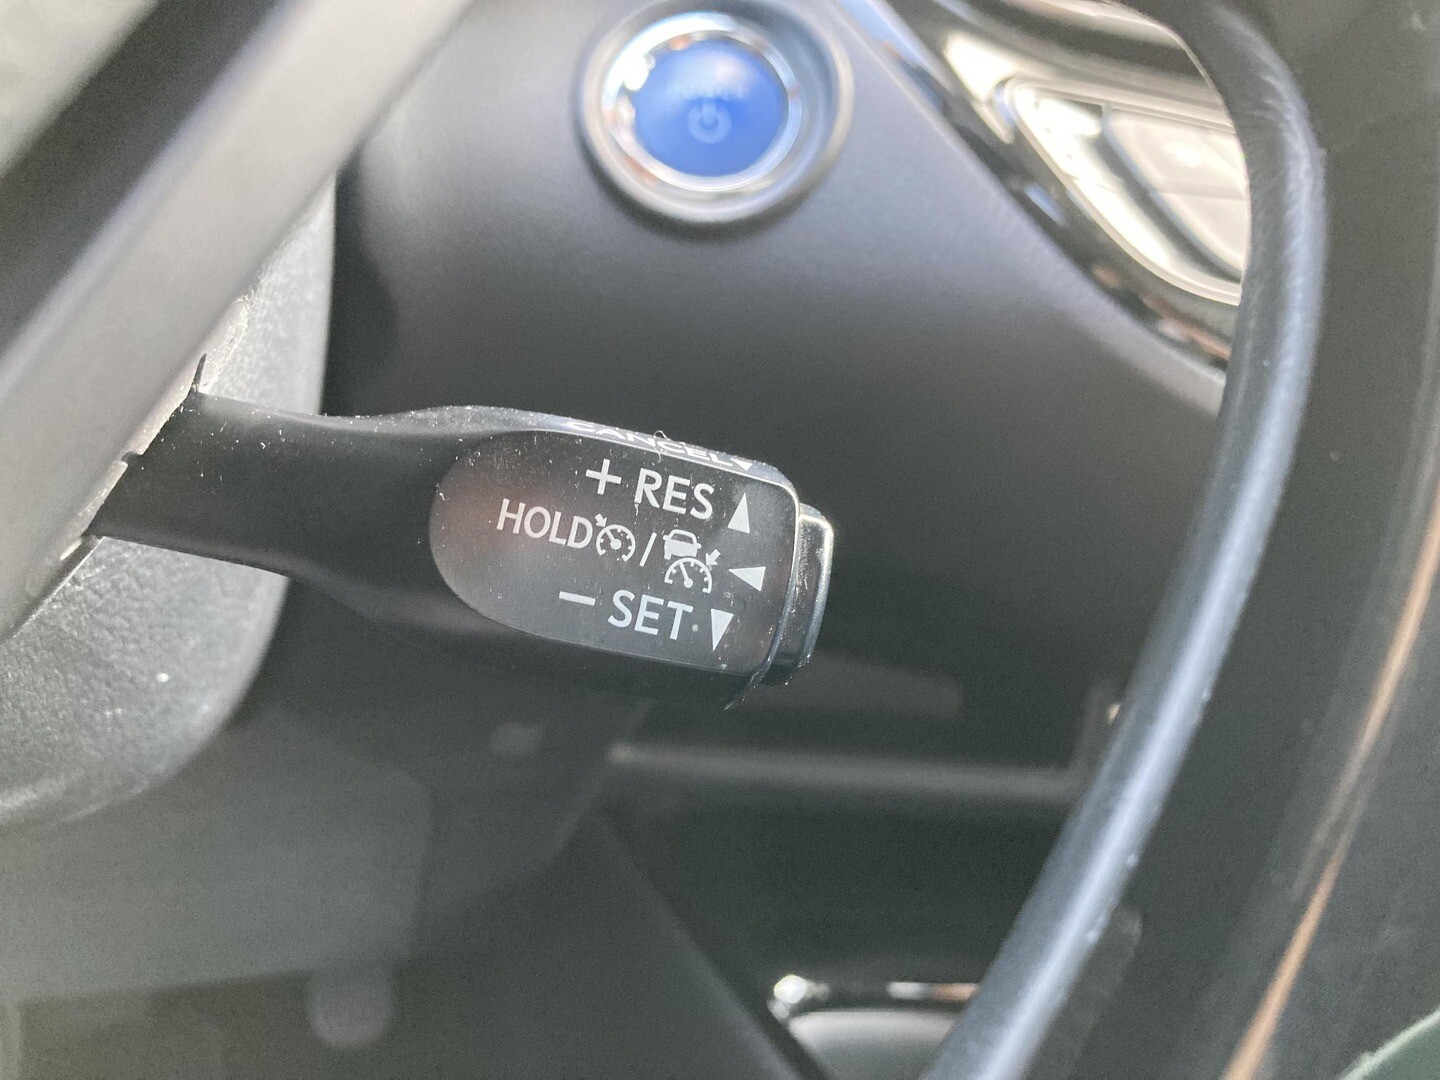 CANCEL
+ RES
HOLD /
− SET